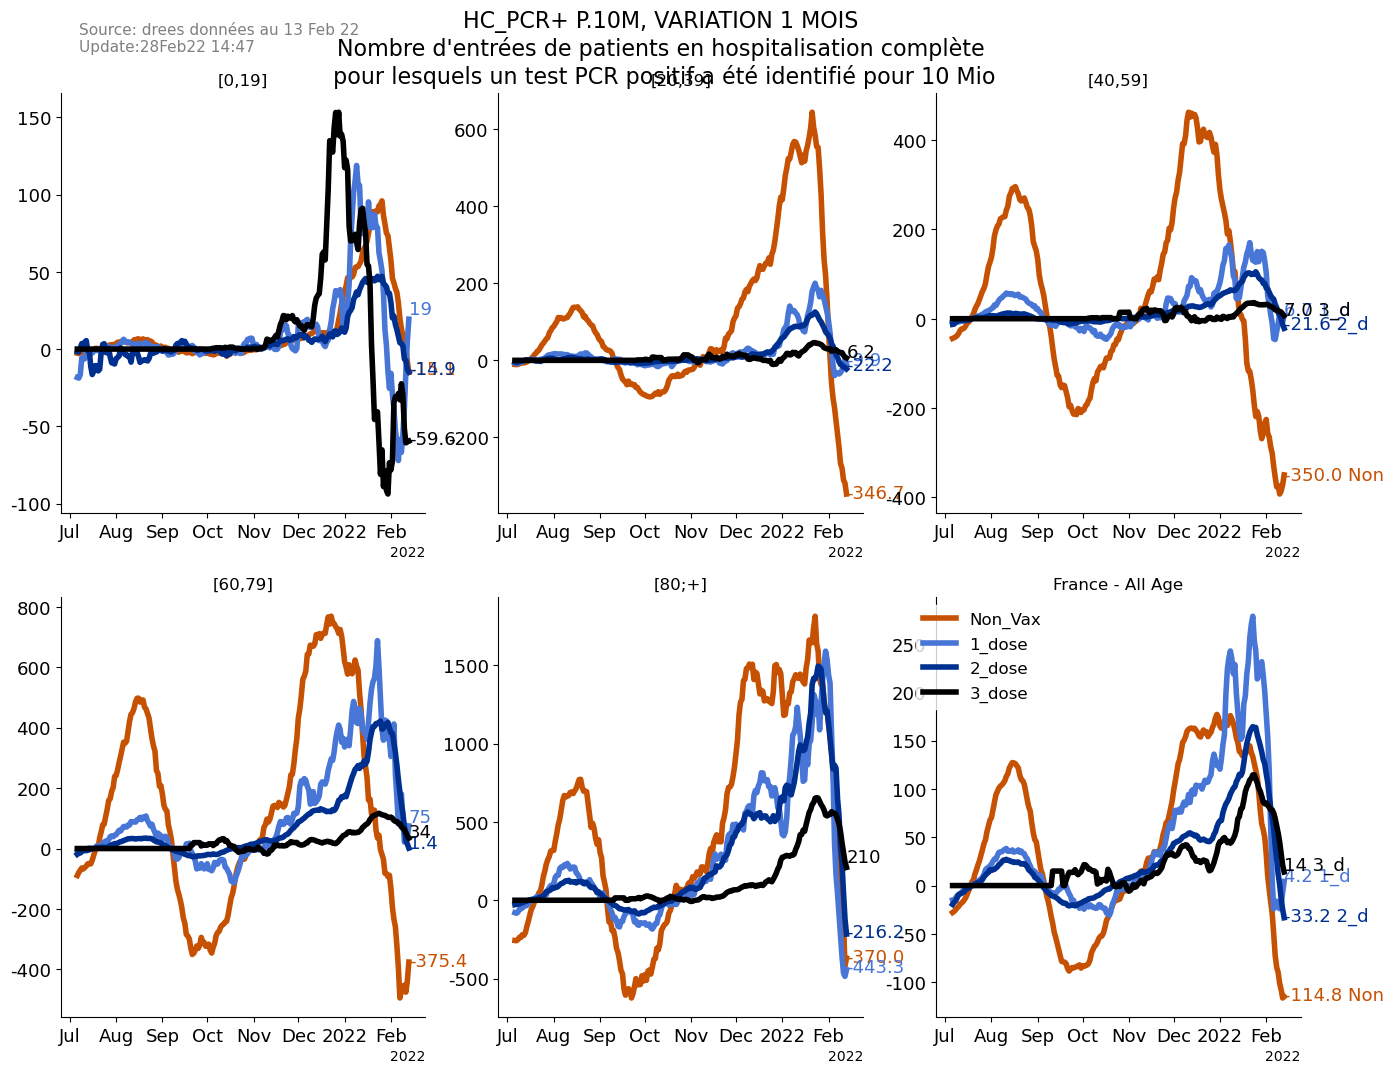 Source: drees données au 13 Feb 22
Update:28Feb22 14:47
HC_PCR+ P.10M, VARIATION 1 MOIS
Nombre d'entrées de patients en hospitalisation complète
pour lesquels un test PCR positif a été identifié pour 10 Mio
[0,19]
150
100
50
0
-50
-100
19
-14.9
-59.6
Jul Aug Sep Oct Nov Dec 2022 Feb
2022
[20,39]
600
400
200
0
-200
6.2
-22.2
-346.7
Jul Aug Sep Oct Nov Dec 2022 Feb
2022
[40,59]
400
200
0
-200
-400
3_d
-21.6 2_d
-350.0 Non
Jul Aug Sep Oct Nov Dec 2022 Feb
2022
[60,79]
800
600
400
200
0
-200
-400
75
34
1.4
-375.4
Jul Aug Sep Oct Nov Dec 2022 Feb
2022
[80;+]
1500
1000
500
0
-500
210
-216.2
-370.0
-443.3
Jul Aug Sep Oct Nov Dec 2022 Feb
2022
France - All Age
Non_Vax
1_dose
2_dose
3_dose
250
200
150
100
50
0
-50
-100
14 3_d
4.2 1_d
-33.2 2_d
-114.8 Non
Jul Aug Sep Oct Nov Dec 2022 Feb
2022